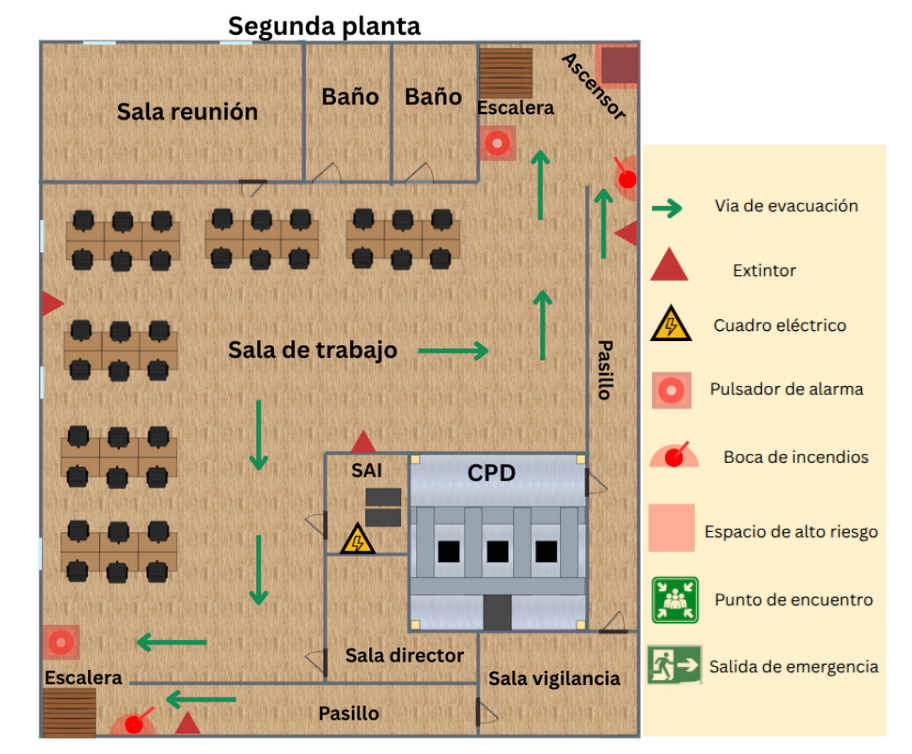 Segunda planta
Sala reunión
Baño
Baño
Escalera
Ascensor
Sala de trabajo
Pasillo
SAI
CPD
Sala director
Sala vigilancia
Escalera
Pasillo
Via de evacuación
Extintor
Cuadro eléctrico
Pulsador de alarma
Boca de incendios
Espacio de alto riesgo
Punto de encuentro
Salida de emergencia